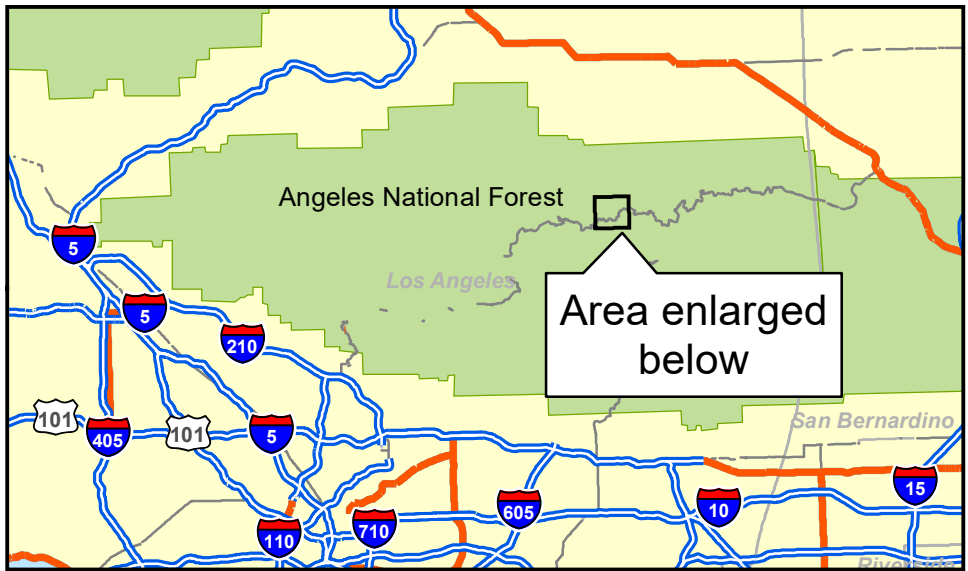 Angeles National Forest
5
Los Angeles
Area enlarged
below
5
210
101
405
101
5
San Bernardino
15
10
605
710
110
Riverside